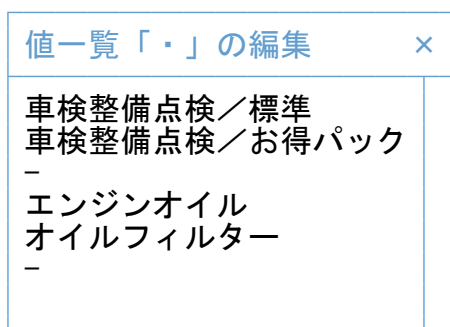 値一覧「・」の編集 ×
車検整備点検／標準
車検整備点検／お得パック
–
エンジンオイル
オイルフィルター
–